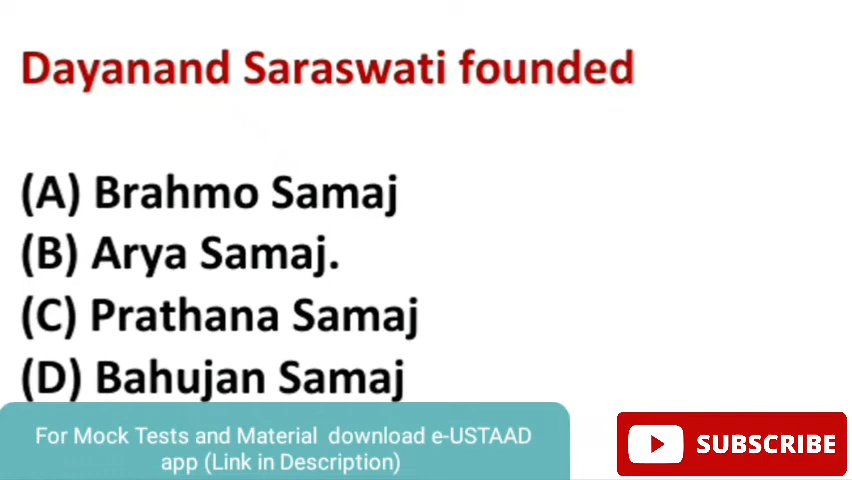 Dayanand Saraswati founded
(A) Brahmo Samaj
(B) Arya Samaj.
(C) Prathana Samaj
(D) Bahujan Samaj
For Mock Tests and Material download e-USTAAD
app (Link in Description)
SUBSCRIBE